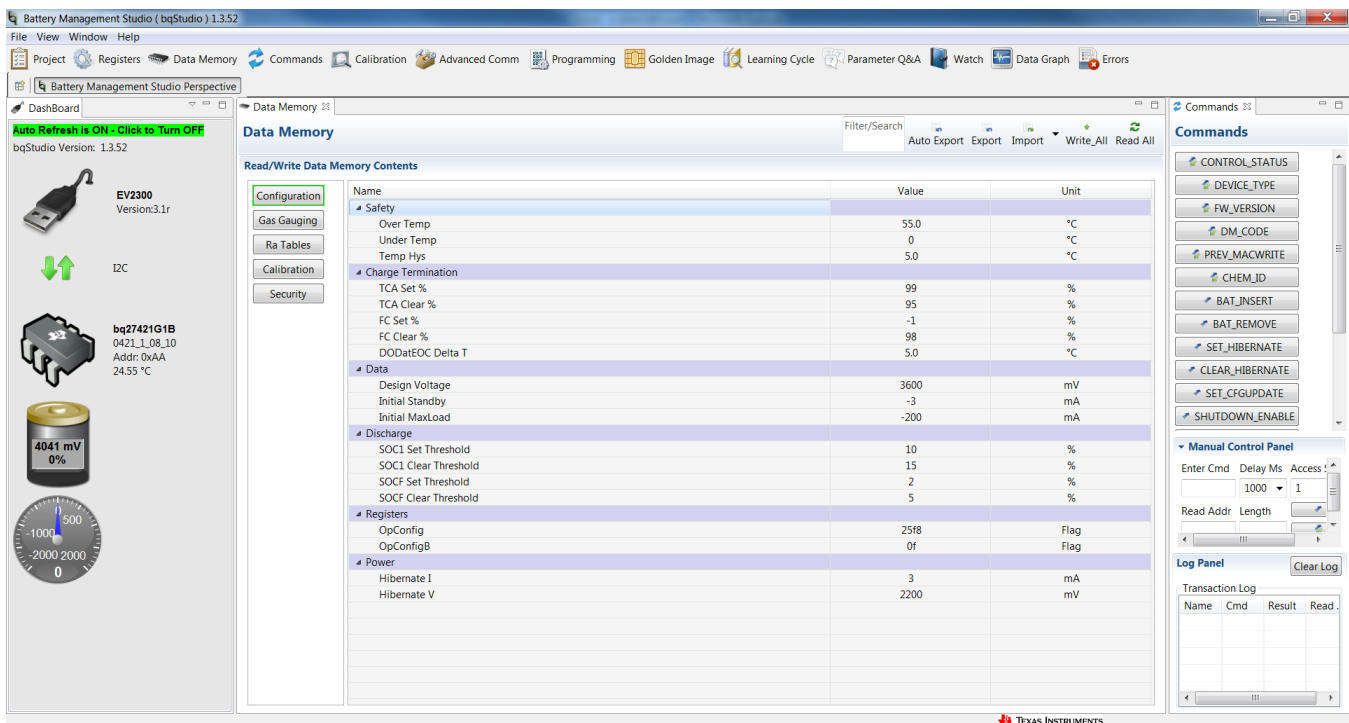 Battery Management Studio ( bqStudio ) 1.3.52
File View Window Help
Project Registers Data Memory Commands Calibration Advanced Comm Programming Golden Image Learning Cycle Parameter Q&A Watch Data Graph Errors
Battery Management Studio Perspective
DashBoard
Auto Refresh is ON - Click to Turn OFF
bqStudio Version: 1.3.52
EV2300
Version:3.1r
I2C
bq27421G1B
0421_1_08_10
Addr: 0xAA
24.55 °C
4041 mV
0%
0
500
-1000
-2000 2000
0
Data Memory
Data Memory
Filter/Search
Auto Export Export Import Write_All Read All
Read/Write Data Memory Contents
Configuration
Gas Gauging
Ra Tables
Calibration
Security
Name Value Unit
Safety
Over Temp 55.0 °C
Under Temp 0 °C
Temp Hys 5.0 °C
Charge Termination
TCA Set % 99 %
TCA Clear % 95 %
FC Set % -1 %
FC Clear % 98 %
DODatEOC Delta T 5.0 °C
Data
Design Voltage 3600 mV
Initial Standby -3 mA
Initial MaxLoad -200 mA
Discharge
SOC1 Set Threshold 10 %
SOC1 Clear Threshold 15 %
SOCF Set Threshold 2 %
SOCF Clear Threshold 5 %
Registers
OpConfig 25f8 Flag
OpConfigB 0f Flag
Power
Hibernate I 3 mA
Hibernate V 2200 mV
Commands
Commands
CONTROL_STATUS
DEVICE_TYPE
FW_VERSION
DM_CODE
PREV_MACWRITE
CHEM_ID
BAT_INSERT
BAT_REMOVE
SET_HIBERNATE
CLEAR_HIBERNATE
SET_CFGUPDATE
SHUTDOWN_ENABLE
Manual Control Panel
Enter Cmd Delay Ms Access
1000 1
Read Addr Length
Log Panel
Clear Log
Transaction Log
Name Cmd Result Read
TEXAS INSTRUMENTS